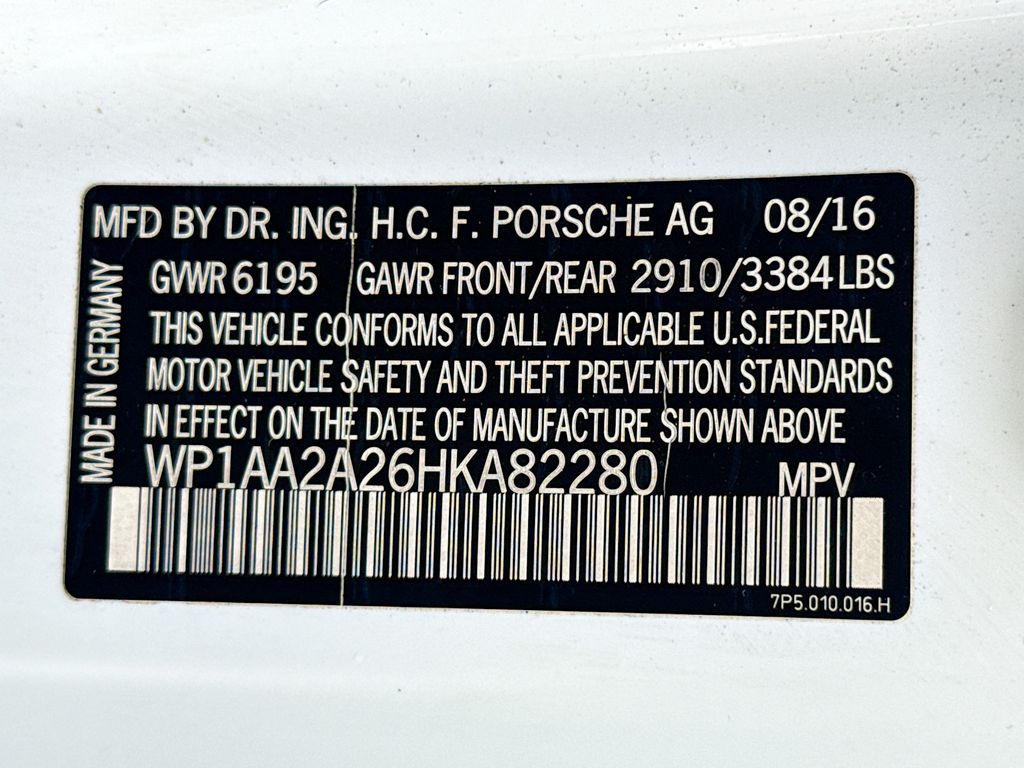 MFD BY DR. ING. H.C. F. PORSCHE AG 08/16
GVWR 6195 GAWR FRONT/REAR 2910/3384 LBS
THIS VEHICLE CONFORMS TO ALL APPLICABLE U.S.FEDERAL
MOTOR VEHICLE SAFETY AND THEFT PREVENTION STANDARDS
IN EFFECT ON THE DATE OF MANUFACTURE SHOWN ABOVE
WP1AA2A26HKA82280 MPV
7P5.010.016.H
MADE IN GERMANY